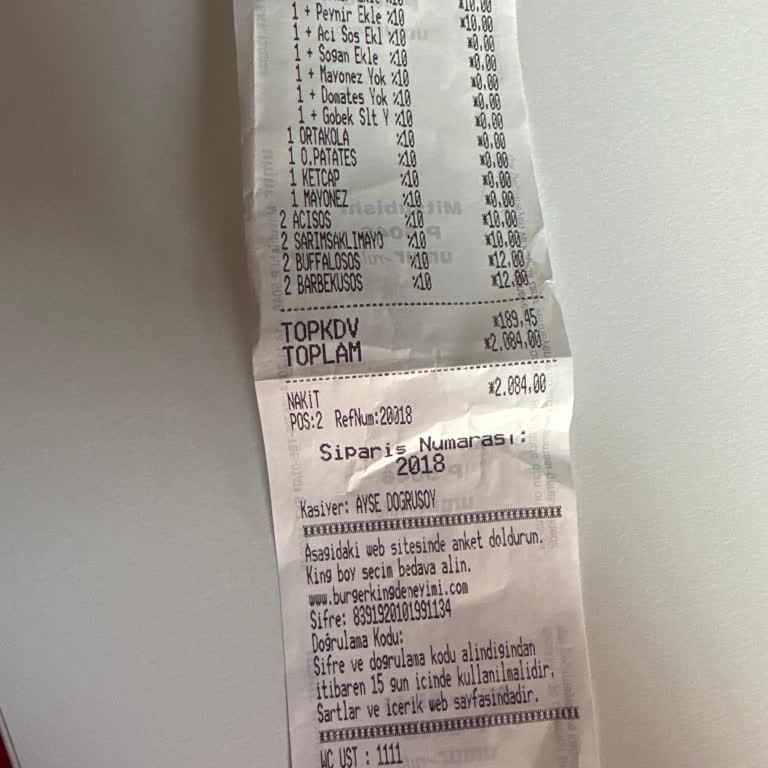 1 + Peynir Ekle %10 *10,00
1 + Aci Sos Ekl %10 *0,00
1 + Sogan Ekle %10 *0,00
1 + Mayonez Yok %10 *0,00
1 + Domates Yok %10 *0,00
1 + Gobek Slt Y %10 *0,00
1 ORTAKOLA %10 *0,00
1 O.PATATES %10 *0,00
1 KETCAP %10 *0,00
1 MAYONEZ %10 *0,00
2 ACISOS %10 *10,00
2 SARIMSAKLIMAYO %10 *10,00
2 BUFFALOSOS %10 *12,00
2 BARBEKUSOS %10 *12,00
TOPKDV *189,45
TOPLAM *2.084,00
NAKiT *2.084,00
POS:2 RefNum:20018
Sipariş Numarası:
2018
Kasiyer: AYSE DOGRUSOY
Asagidaki web sitesinde anket doldurun.
King boy secim bedava alin.
www.burgerkingdeneyimi.com
Sifre: 8391920101991134
Doğrulama Kodu:
Sifre ve dogrulama kodu alindigindan
itibaren 15 gun icinde kullanilmalidir.
Sartlar ve icerik web sayfasindadir.
WC UST : 1111